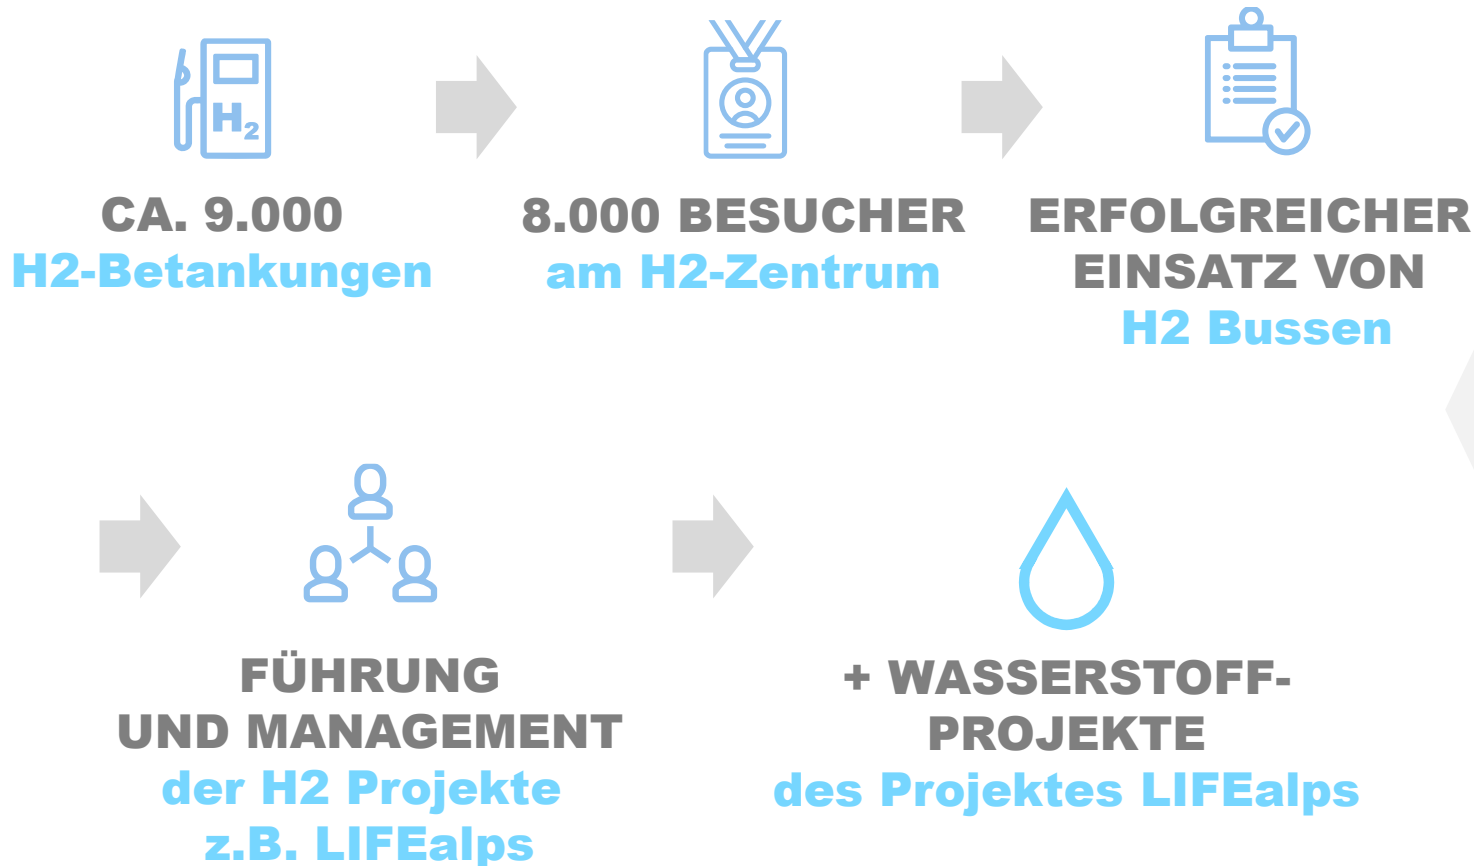 H₂
CA. 9.000
H2-Betankungen
8.000 BESUCHER
am H2-Zentrum
ERFOLGREICHER
EINSATZ VON
H2 Bussen
FÜHRUNG
UND MANAGEMENT
der H2 Projekte
z.B. LIFEalps
+ WASSERSTOFF-
PROJEKTE
des Projektes LIFEalps